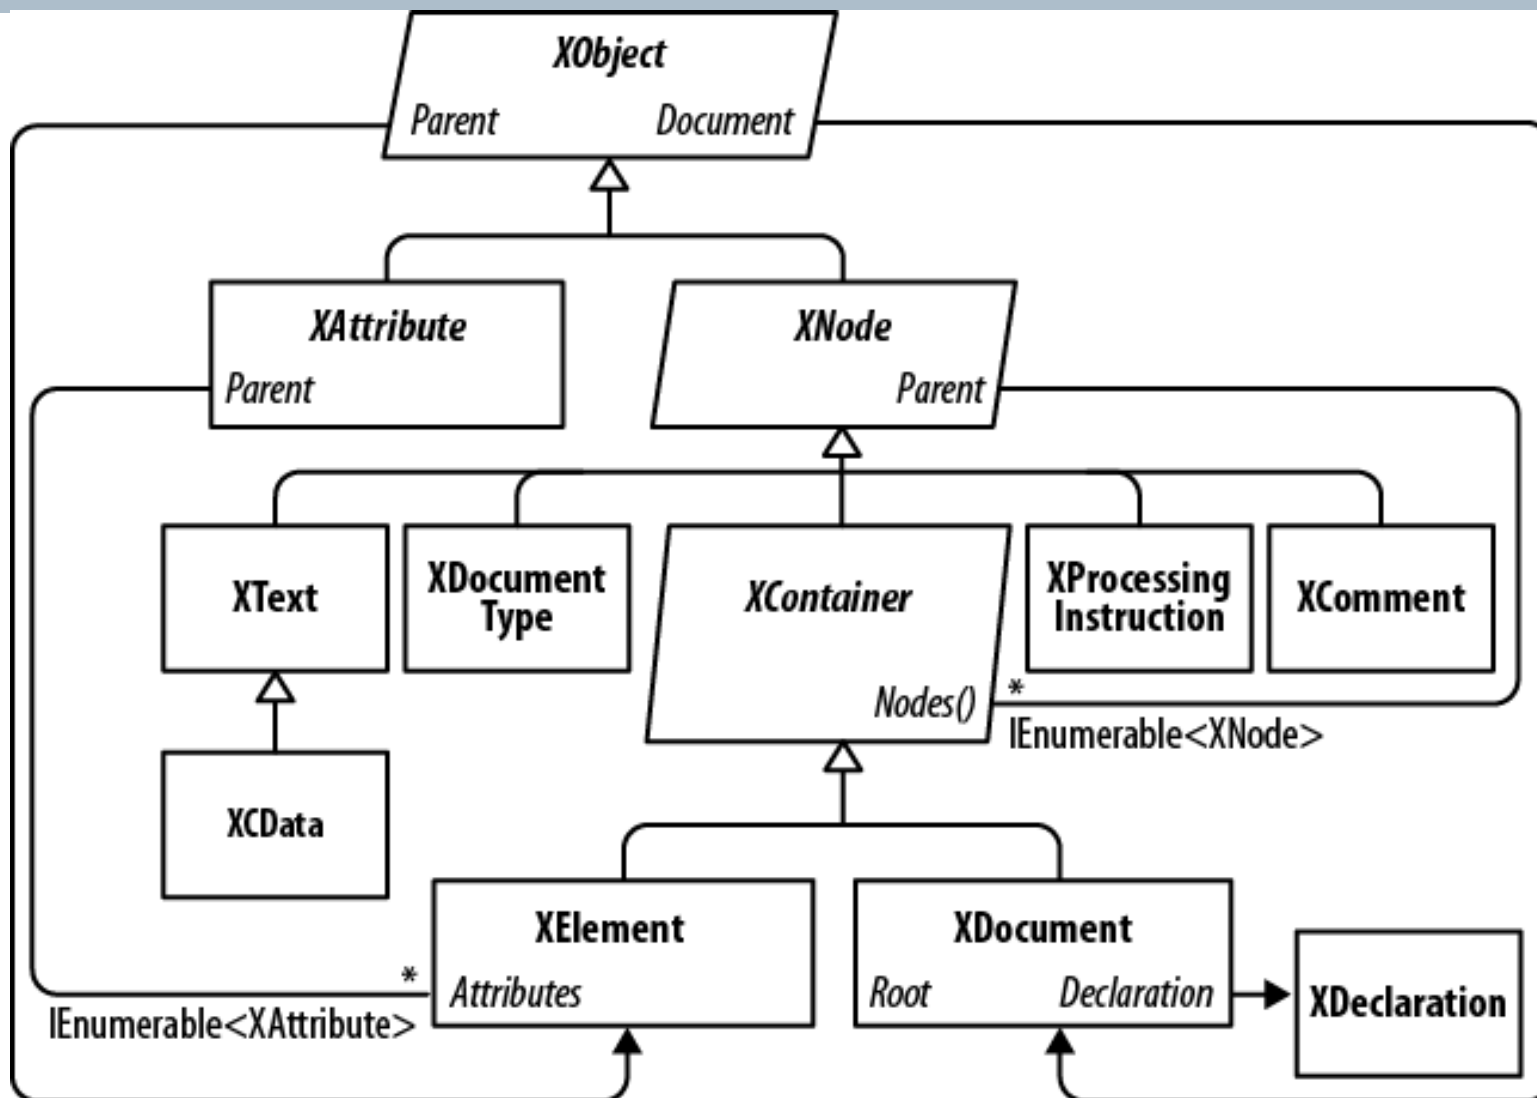 XObject
Parent
Document
XAttribute
Parent
XNode
Parent
XText
XDocument
Type
XContainer
Nodes()
XProcessing
Instruction
XComment
*
IEnumerable<XNode>
XCData
XElement
Attributes
*
IEnumerable<XAttribute>
XDocument
Root
Declaration
XDeclaration